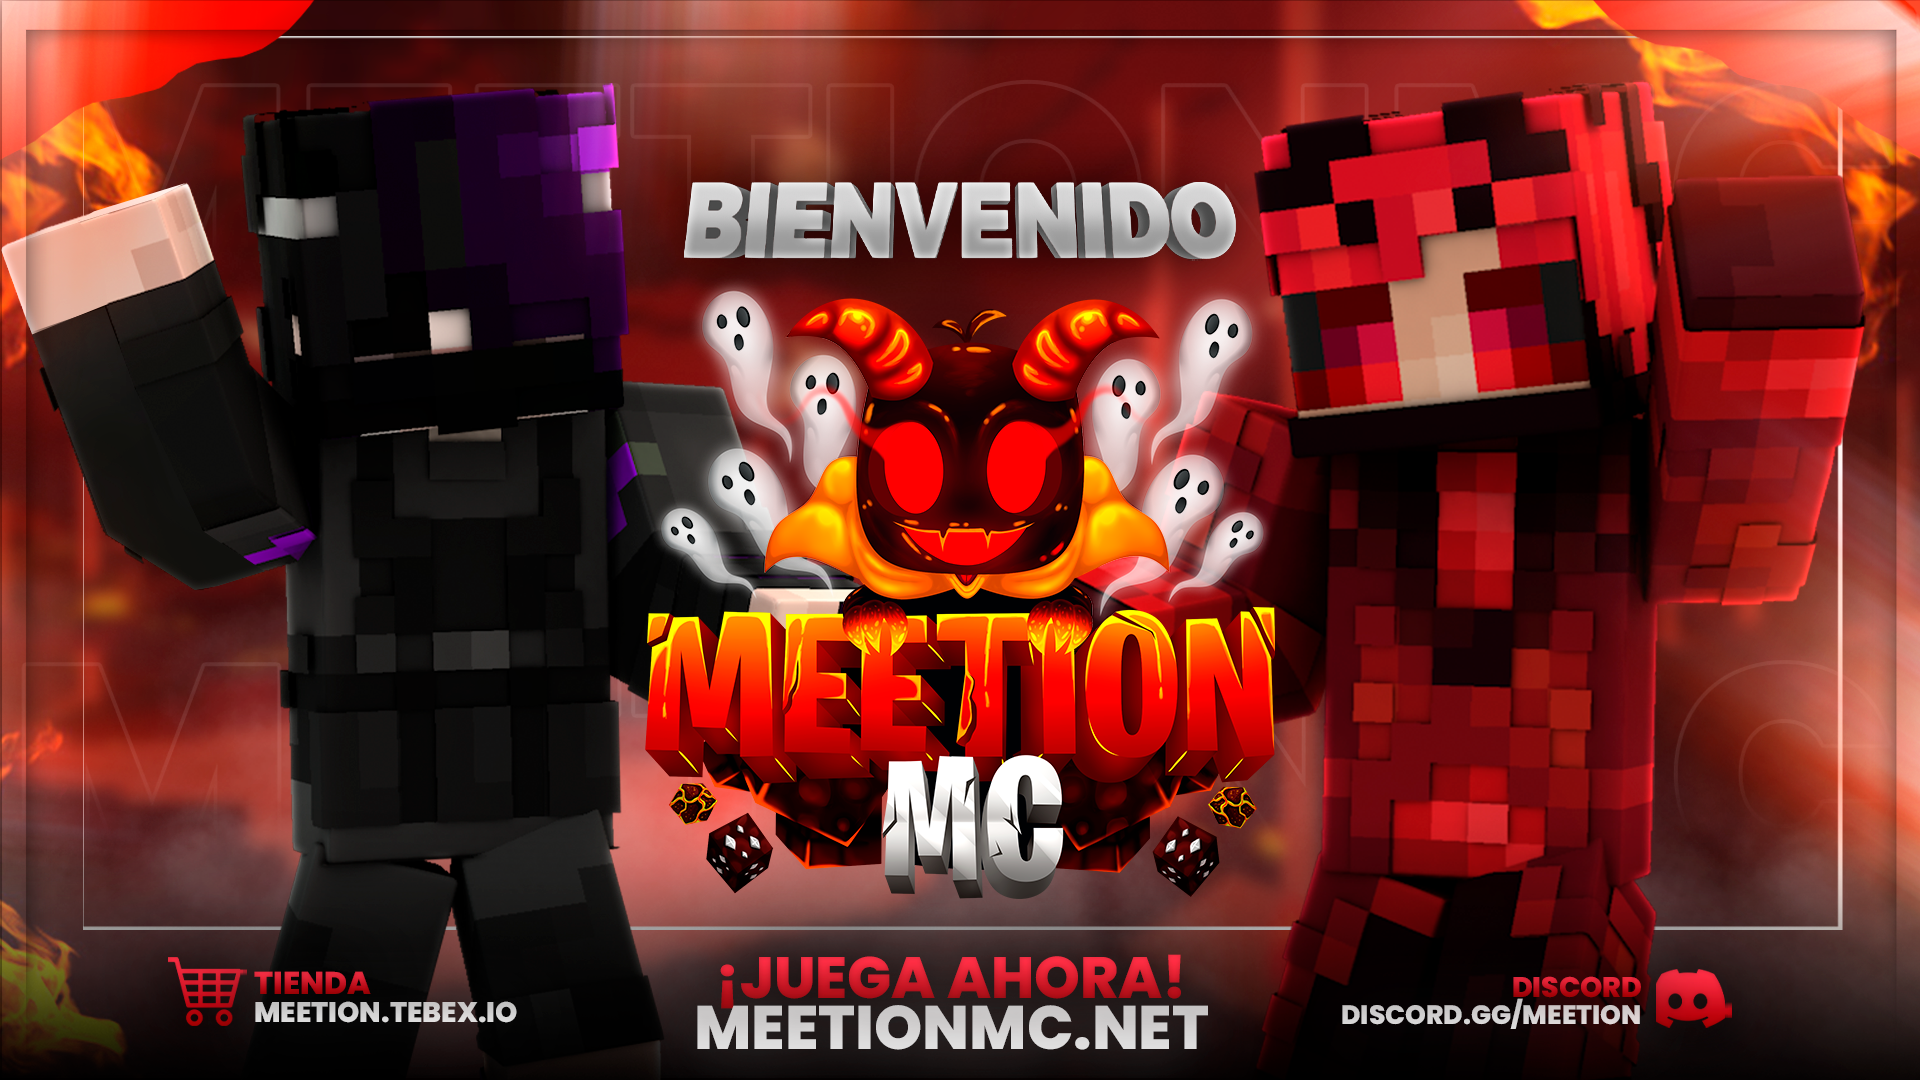 BIENVENIDO
MEETION
MC
TIENDA
MEETION.TEBEX.IO
¡JUEGA AHORA!
MEETIONMC.NET
DISCORD
DISCORD.GG/MEETION